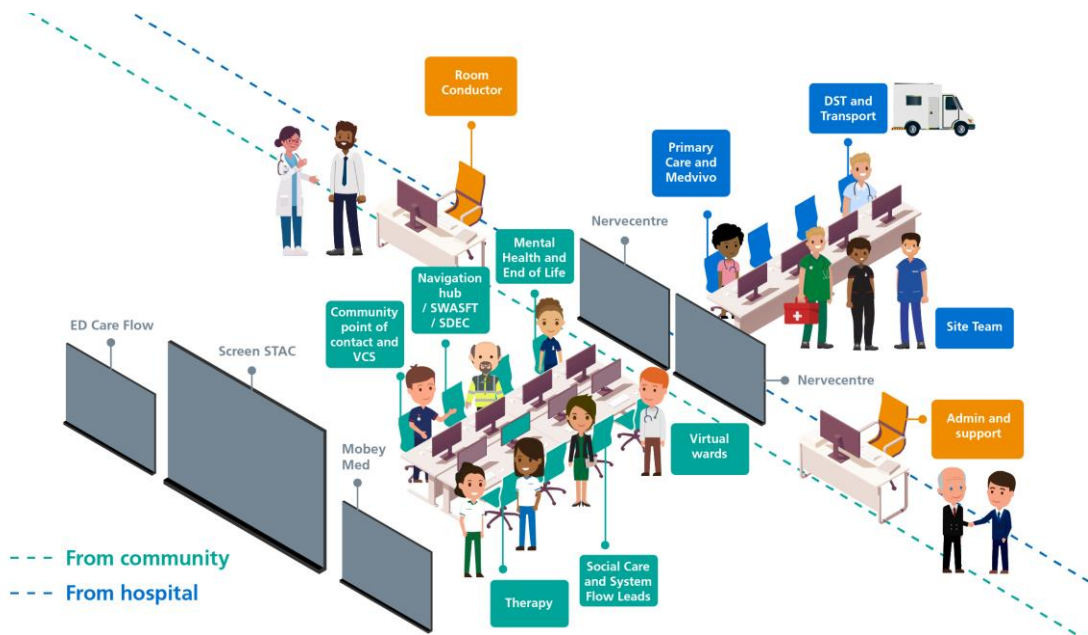 Room
Conductor
DST and
Transport
Primary
Care and
Medvivo
Nervecentre
Mental
Health and
End of Life
Navigation
hub
/ SWASFT
/ SDEC
Community
point of
contact and
VCS
ED Care Flow
Screen STAC
Site Team
Nervecentre
Admin and
support
Virtual
wards
Mobey
Med
Social Care
and System
Flow Leads
Therapy
From community
From hospital